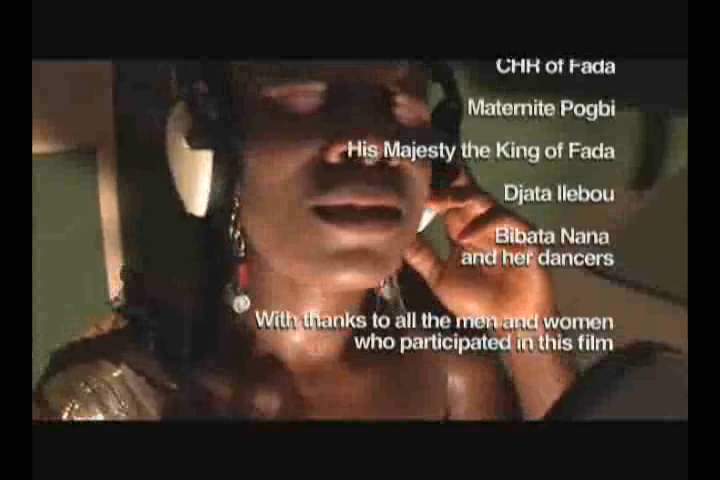 CHR of Fada
Maternite Pogbi
His Majesty the King of Fada
Djata Ilebou
Bibata Nana
and her dancers
With thanks to all the men and women
who participated in this film